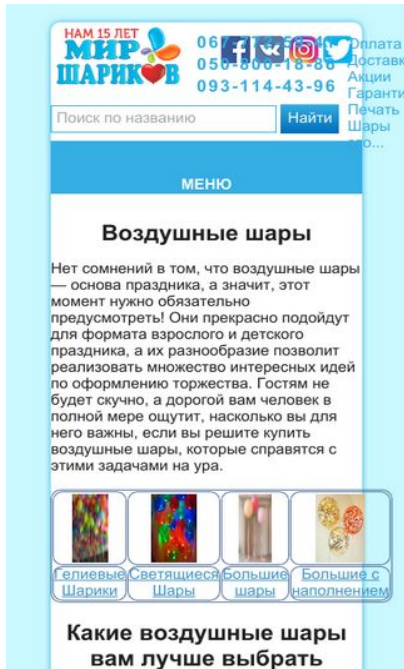 НАМ 15 ЛЕТ
МИР
ШАРИКОВ
050-800-18-86
093-114-43-96
Оплата
Доставк
Акции
Гаранти
Печать
Шары
Поиск по названию
Найти
МЕНЮ
Воздушные шары
Нет сомнений в том, что воздушные шары
— основа праздника, а значит, этот
момент нужно обязательно
предусмотреть! Они прекрасно подойдут
для формата взрослого и детского
праздника, а их разнообразие позволит
реализовать множество интересных идей
по оформлению торжества. Гостям не
будет скучно, а дорогой вам человек в
полной мере ощутит, насколько вы для
него важны, если вы решите купить
воздушные шары, которые справятся с
этими задачами на ура.
Гелиевые
Шарики
Светящиеся
Шары
Большие
шары
Большие с
наполнением
Какие воздушные шары
вам лучше выбрать